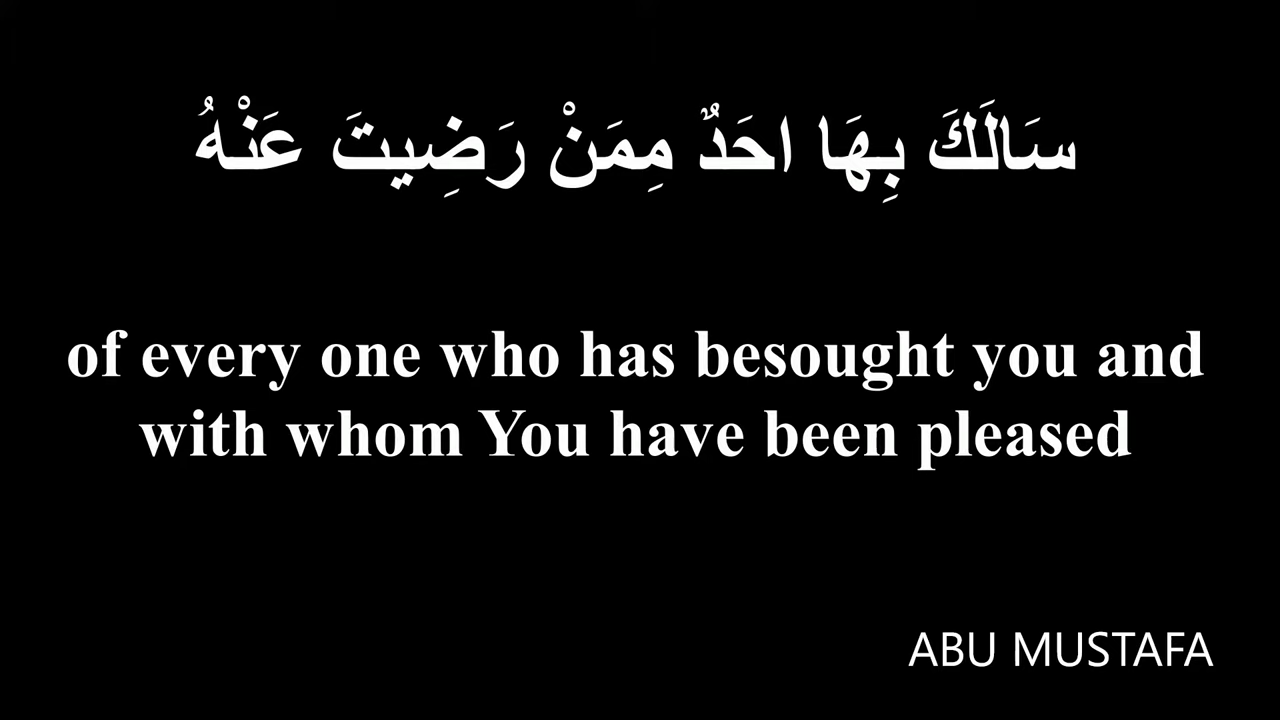 سَالَكَ بِهَا احَدٌ مِمَنْ رَضِيتَ عَنْهُ
of every one who has besought you and
with whom You have been pleased
ABU MUSTAFA